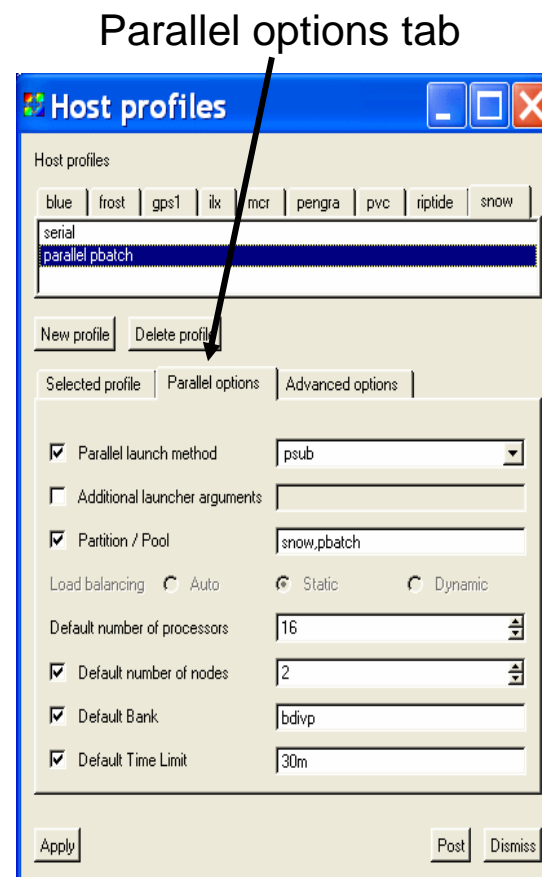 Parallel options tab
Host profiles
Host profiles
blue frost gps1 ilx mcr pengra pvc riptide snow
serial
parallel pbatch
New profile Delete profile
Selected profile Parallel options Advanced options
Parallel launch method psub
Additional launcher arguments
Partition / Pool snow,pbatch
Load balancing Auto Static Dynamic
Default number of processors 16
Default number of nodes 2
Default Bank bdivp
Default Time Limit 30m
Apply Post Dismiss